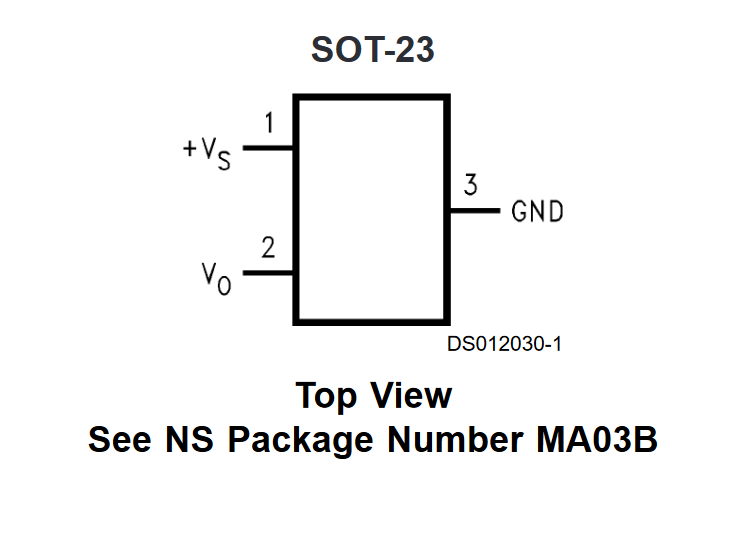 SOT-23
1
+VS
3
GND
2
VO
DS012030-1
Top View
See NS Package Number MA03B